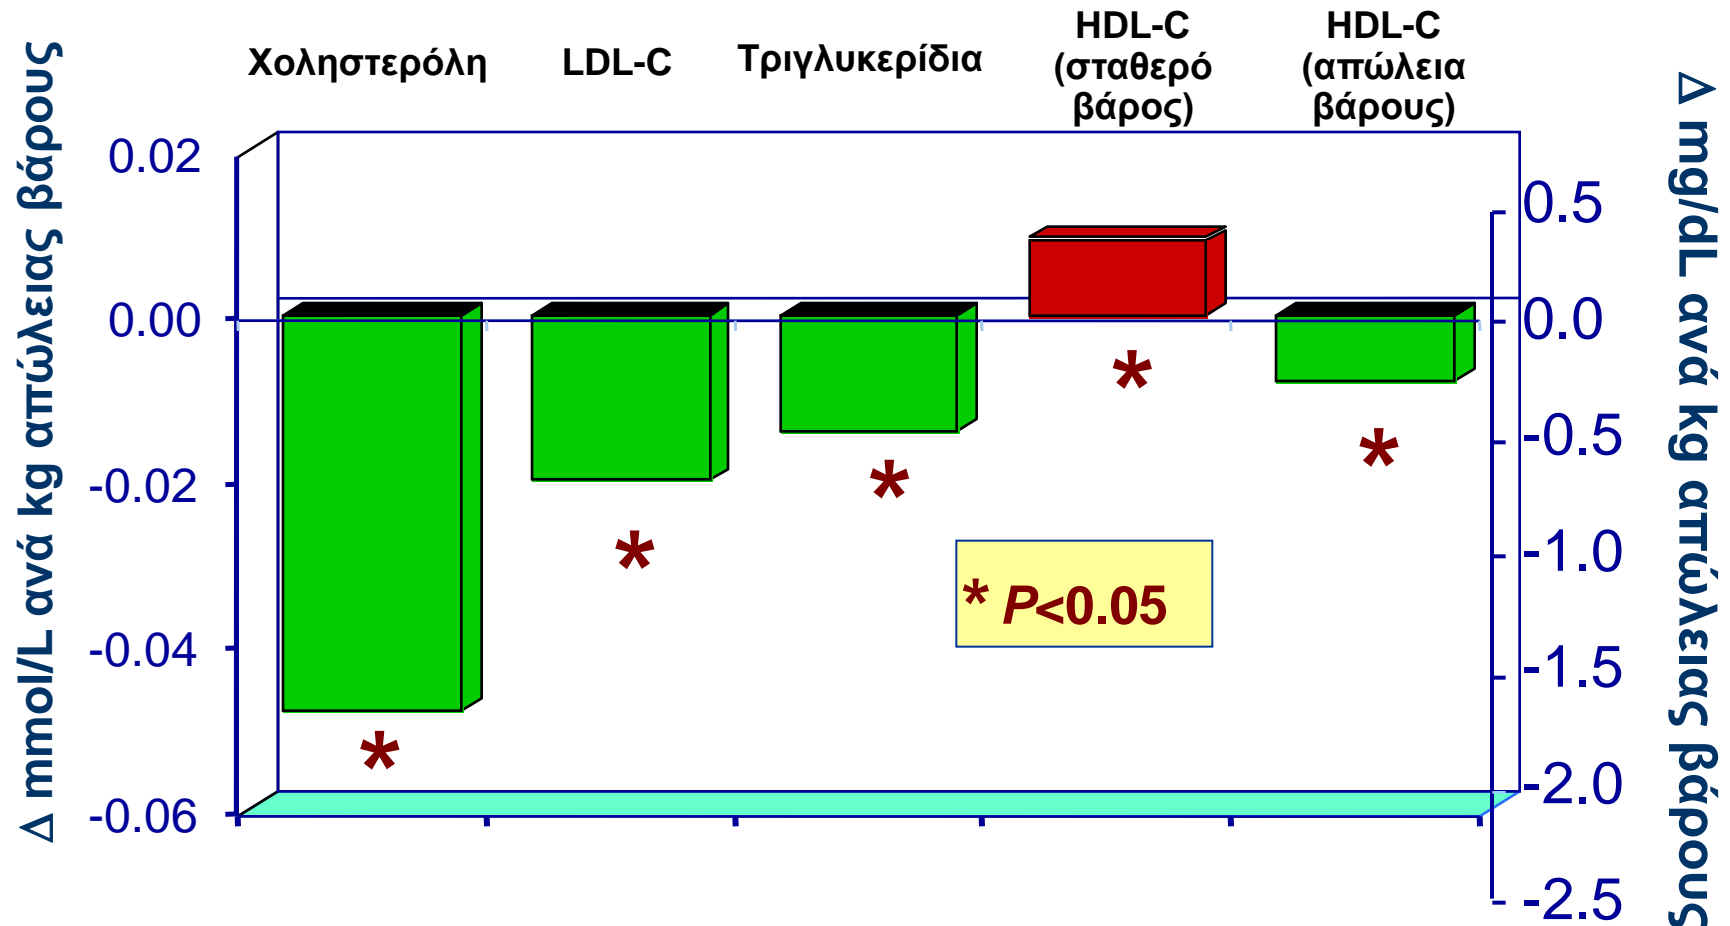 Δ mmol/L ανά kg απώλειας βάρους
Χοληστερόλη
LDL-C
Τριγλυκερίδια
HDL-C
(σταθερό
βάρος)
HDL-C
(απώλεια
βάρους)
0.02
0.00
-0.02
-0.04
-0.06
*
*
*
*
*
* P<0.05
0.5
0.0
-0.5
-1.0
-1.5
-2.0
-2.5
Δ mg/dL ανά kg απώλειας βάρους